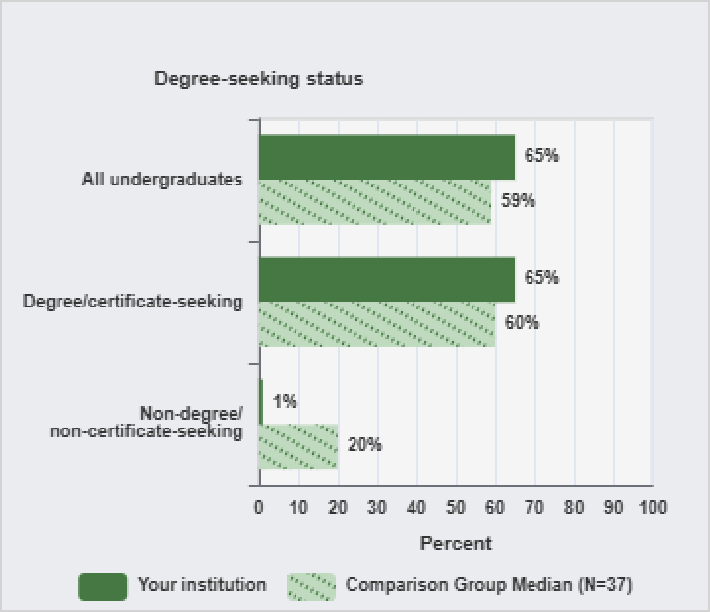 Degree-seeking status
All undergraduates
65%
59%
Degree/certificate-seeking
65%
60%
Non-degree/
non-certificate-seeking
1%
20%
0 10 20 30 40 50 60 70 80 90 100
Percent
Your institution
Comparison Group Median (N=37)